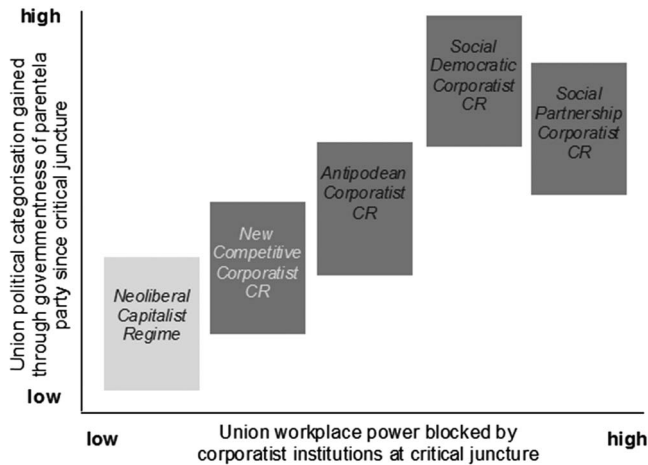 high
Union political categorisation gained
through governmentness of parentela
party since critical juncture
low
Social
Democratic
Corporatist
CR
Social
Partnership
Corporatist
CR
Antipodean
Corporatist
CR
New
Competitive
Corporatist
CR
Neoliberal
Capitalist
Regime
low
Union workplace power blocked by
corporatist institutions at critical juncture
high